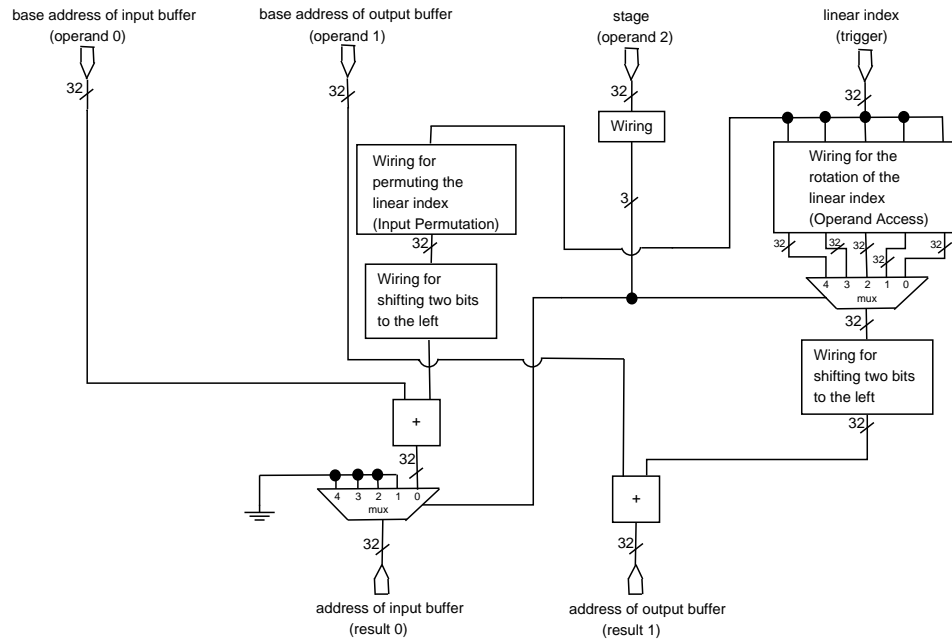 base address of input buffer
(operand 0)
base address of output buffer
(operand 1)
stage
(operand 2)
linear index
(trigger)
32
32
32
32
Wiring
Wiring for
permuting the
linear index
(Input Permutation)
Wiring for the
rotation of the
linear index
(Operand Access)
3
32
32
32
32
32
32
Wiring for
shifting two bits
to the left
4 3 2 1 0
mux
32
Wiring for
shifting two bits
to the left
+
32
32
4 3 2 1 0
mux
+
32
32
address of input buffer
(result 0)
address of output buffer
(result 1)